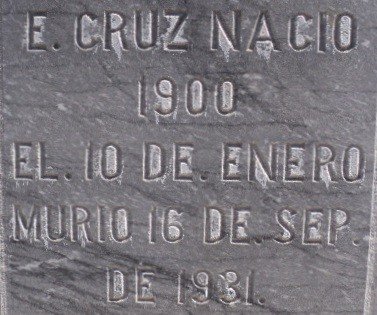 E. CRUZ NACIO
1900
EL. 10 DE. ENERO
MURIO 16 DE. SEP.
DE 1931.